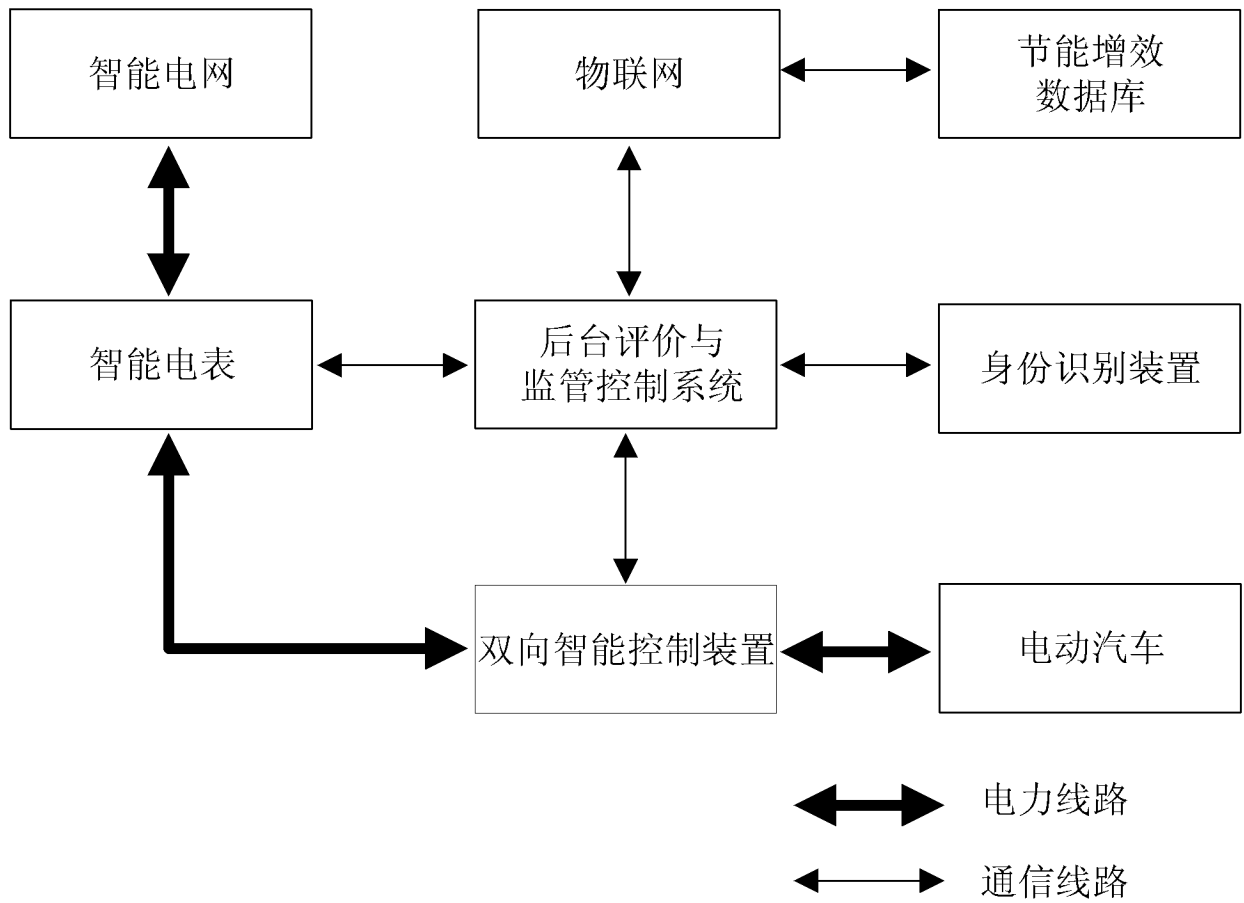 智能电网
物联网
节能增效
数据库
智能电表
后台评价与
监管控制系统
身份识别装置
双向智能控制装置
电动汽车
电力线路
通信线路